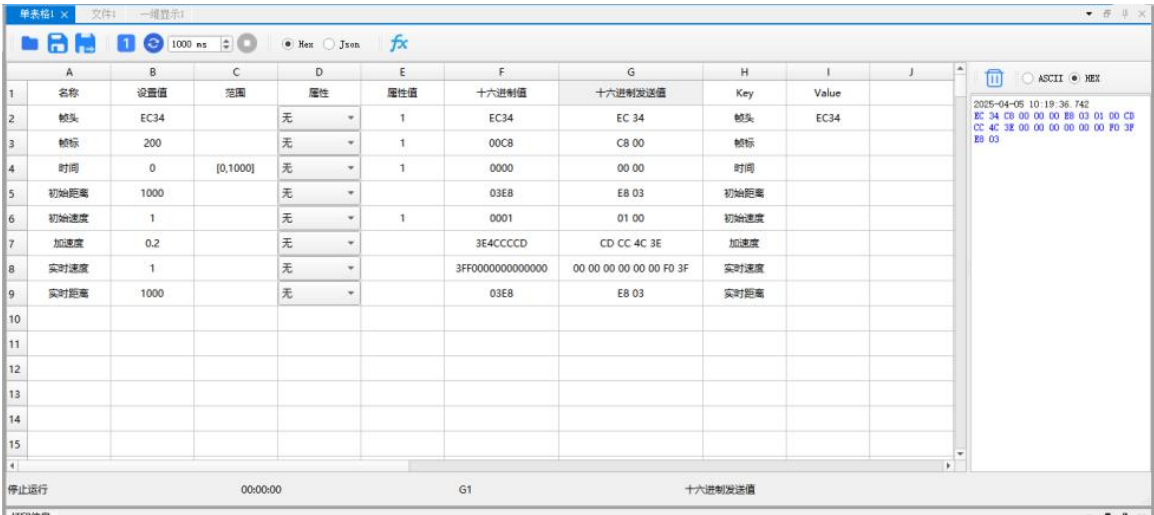 单表格1 × 文件1 一维显示1
1 1000 ms Hex Json fx
A B C D E F G H I J
1 名称 设置值 范围 属性 属性值 十六进制值 十六进制发送值 Key Value
2 帧头 EC34 无 1 EC34 EC 34 帧头 EC34
3 帧标 200 无 1 00C8 C8 00 帧标
4 时间 0 [0,1000] 无 1 0000 00 00 时间
5 初始距离 1000 无 03E8 E8 03 初始距离
6 初始速度 1 无 1 0001 01 00 初始速度
7 加速度 0.2 无 3E4CCCCD CD CC 4C 3E 加速度
8 实时速度 1 无 3FF0000000000000 00 00 00 00 00 00 F0 3F 实时速度
9 实时距离 1000 无 03E8 E8 03 实时距离
10
11
12
13
14
15
ASCII HEX
2025-04-05 10:19:36.742
EC 34 C8 00 00 00 E8 03 01 00 CD
CC 4C 3E 00 00 00 00 00 00 F0 3F
E8 03
停止运行 00:00:00 G1 十六进制发送值